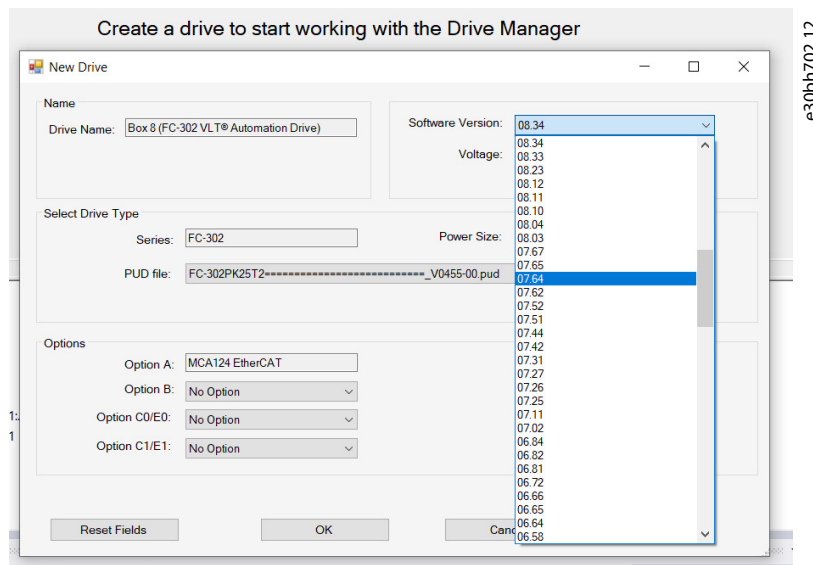 Create a drive to start working with the Drive Manager
e30bb702.12
New Drive
Name
Drive Name: Box 8 (FC-302 VLT® Automation Drive)
Software Version: 08.34
Voltage:
08.34
08.33
08.23
08.12
08.11
08.10
08.04
08.03
07.67
07.65
07.64
07.62
07.52
07.51
07.44
07.42
07.31
07.27
07.26
07.25
07.11
07.02
06.84
06.82
06.81
06.72
06.66
06.65
06.64
06.58
Select Drive Type
Series: FC-302
Power Size:
PUD file: FC-302PK25T2===========================_V0455-00.pud
Options
Option A: MCA124 EtherCAT
Option B: No Option
Option C0/E0: No Option
Option C1/E1: No Option
1:.
1
Reset Fields
OK
Canc